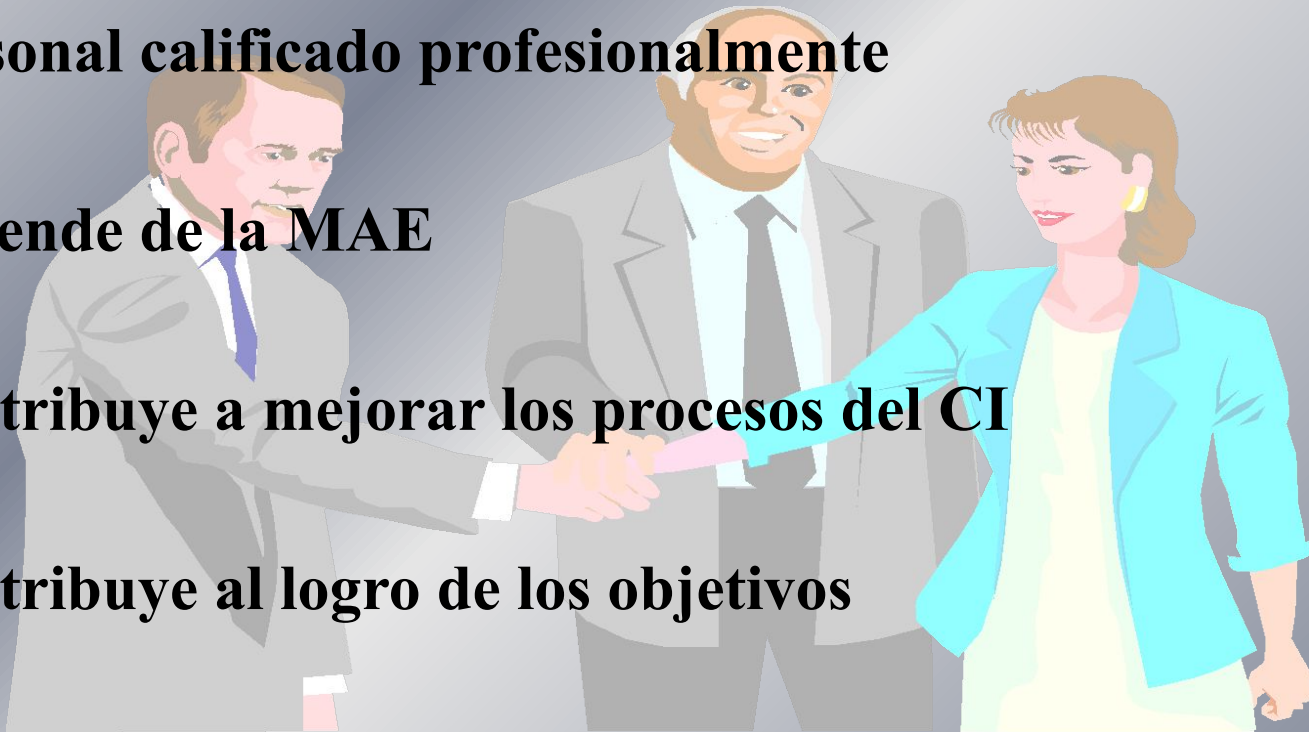 sonal calificado profesionalmente
ende de la MAE
tribuye a mejorar los procesos del CI
tribuye al logro de los objetivos